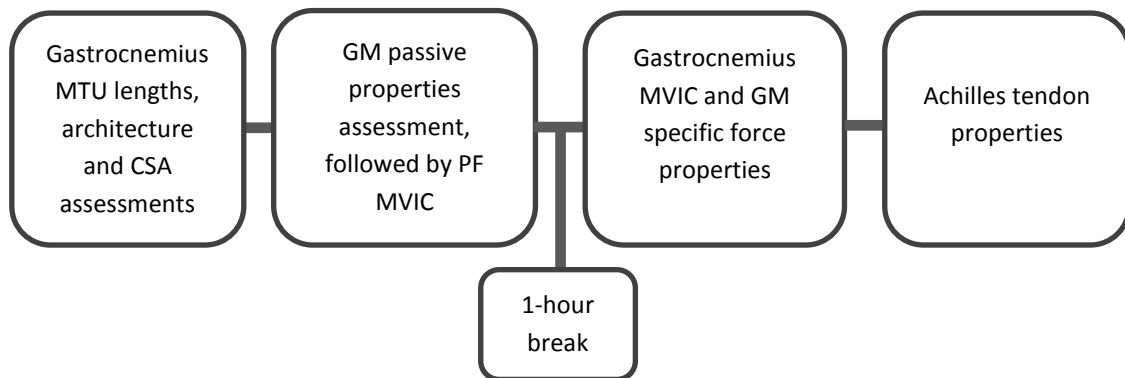 Gastrocnemius
MTU lengths,
architecture
and CSA
assessments
GM passive
properties
assessment,
followed by PF
MVIC
1-hour
break
Gastrocnemius
MVIC and GM
specific force
properties
Achilles tendon
properties